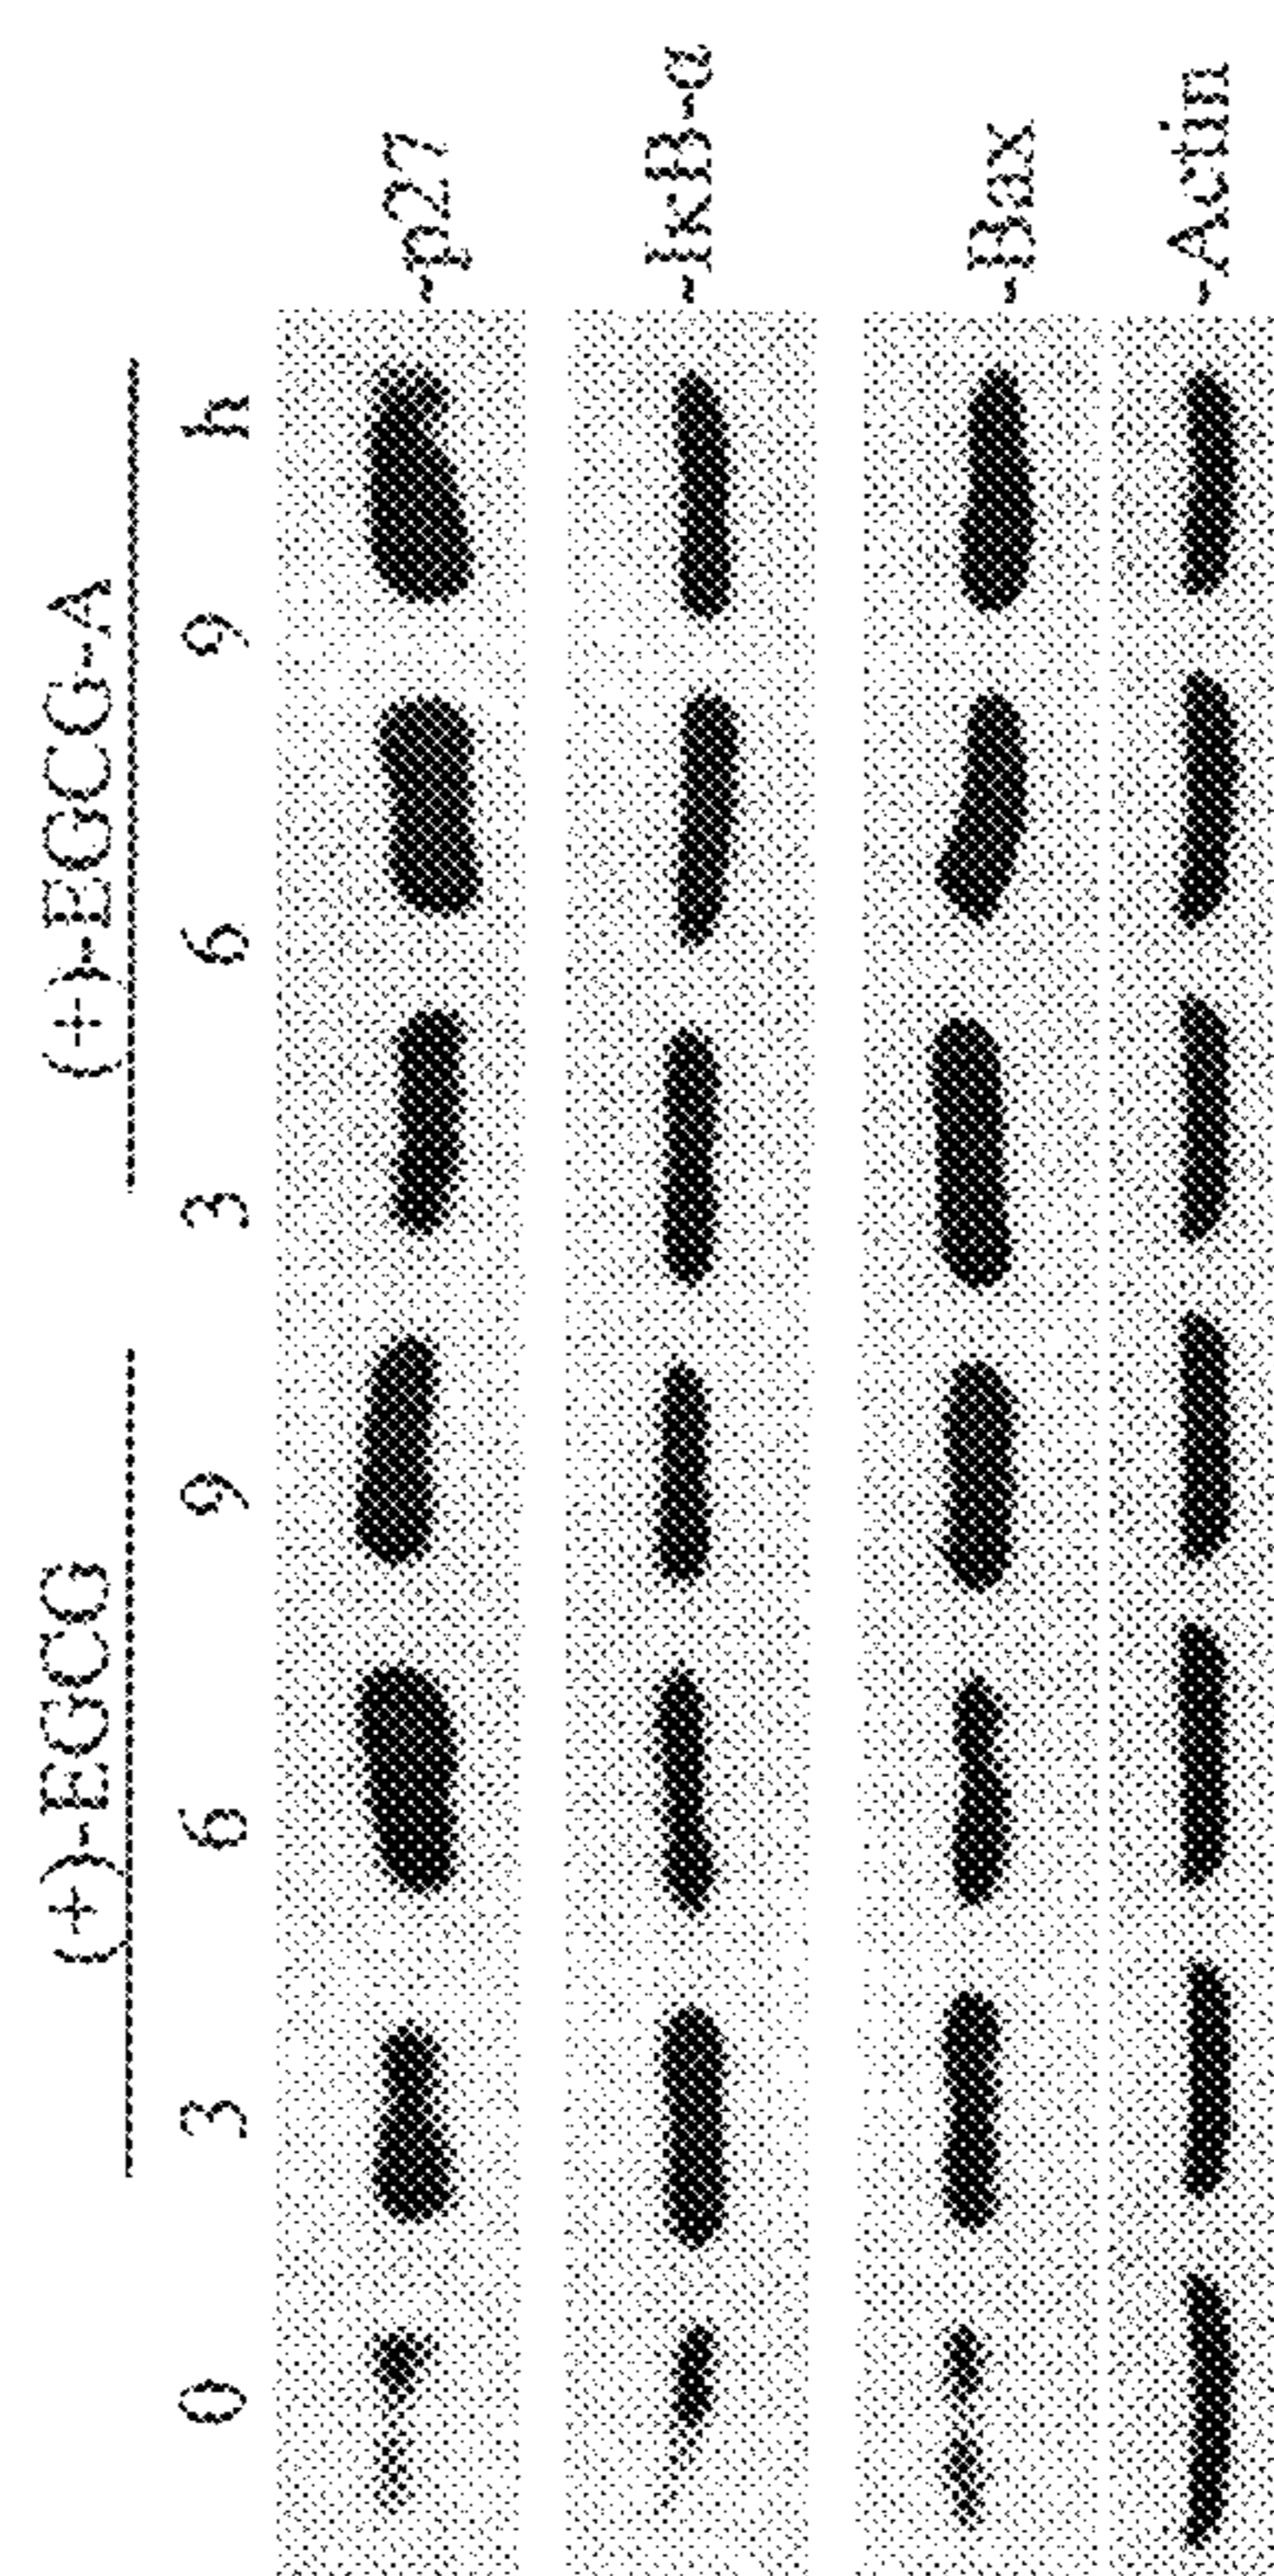 (+)-EGCG (+)-EGCG-A
0 3 6 9 3 6 9 h
-p27
-IκB-α
-Bax
-Actin